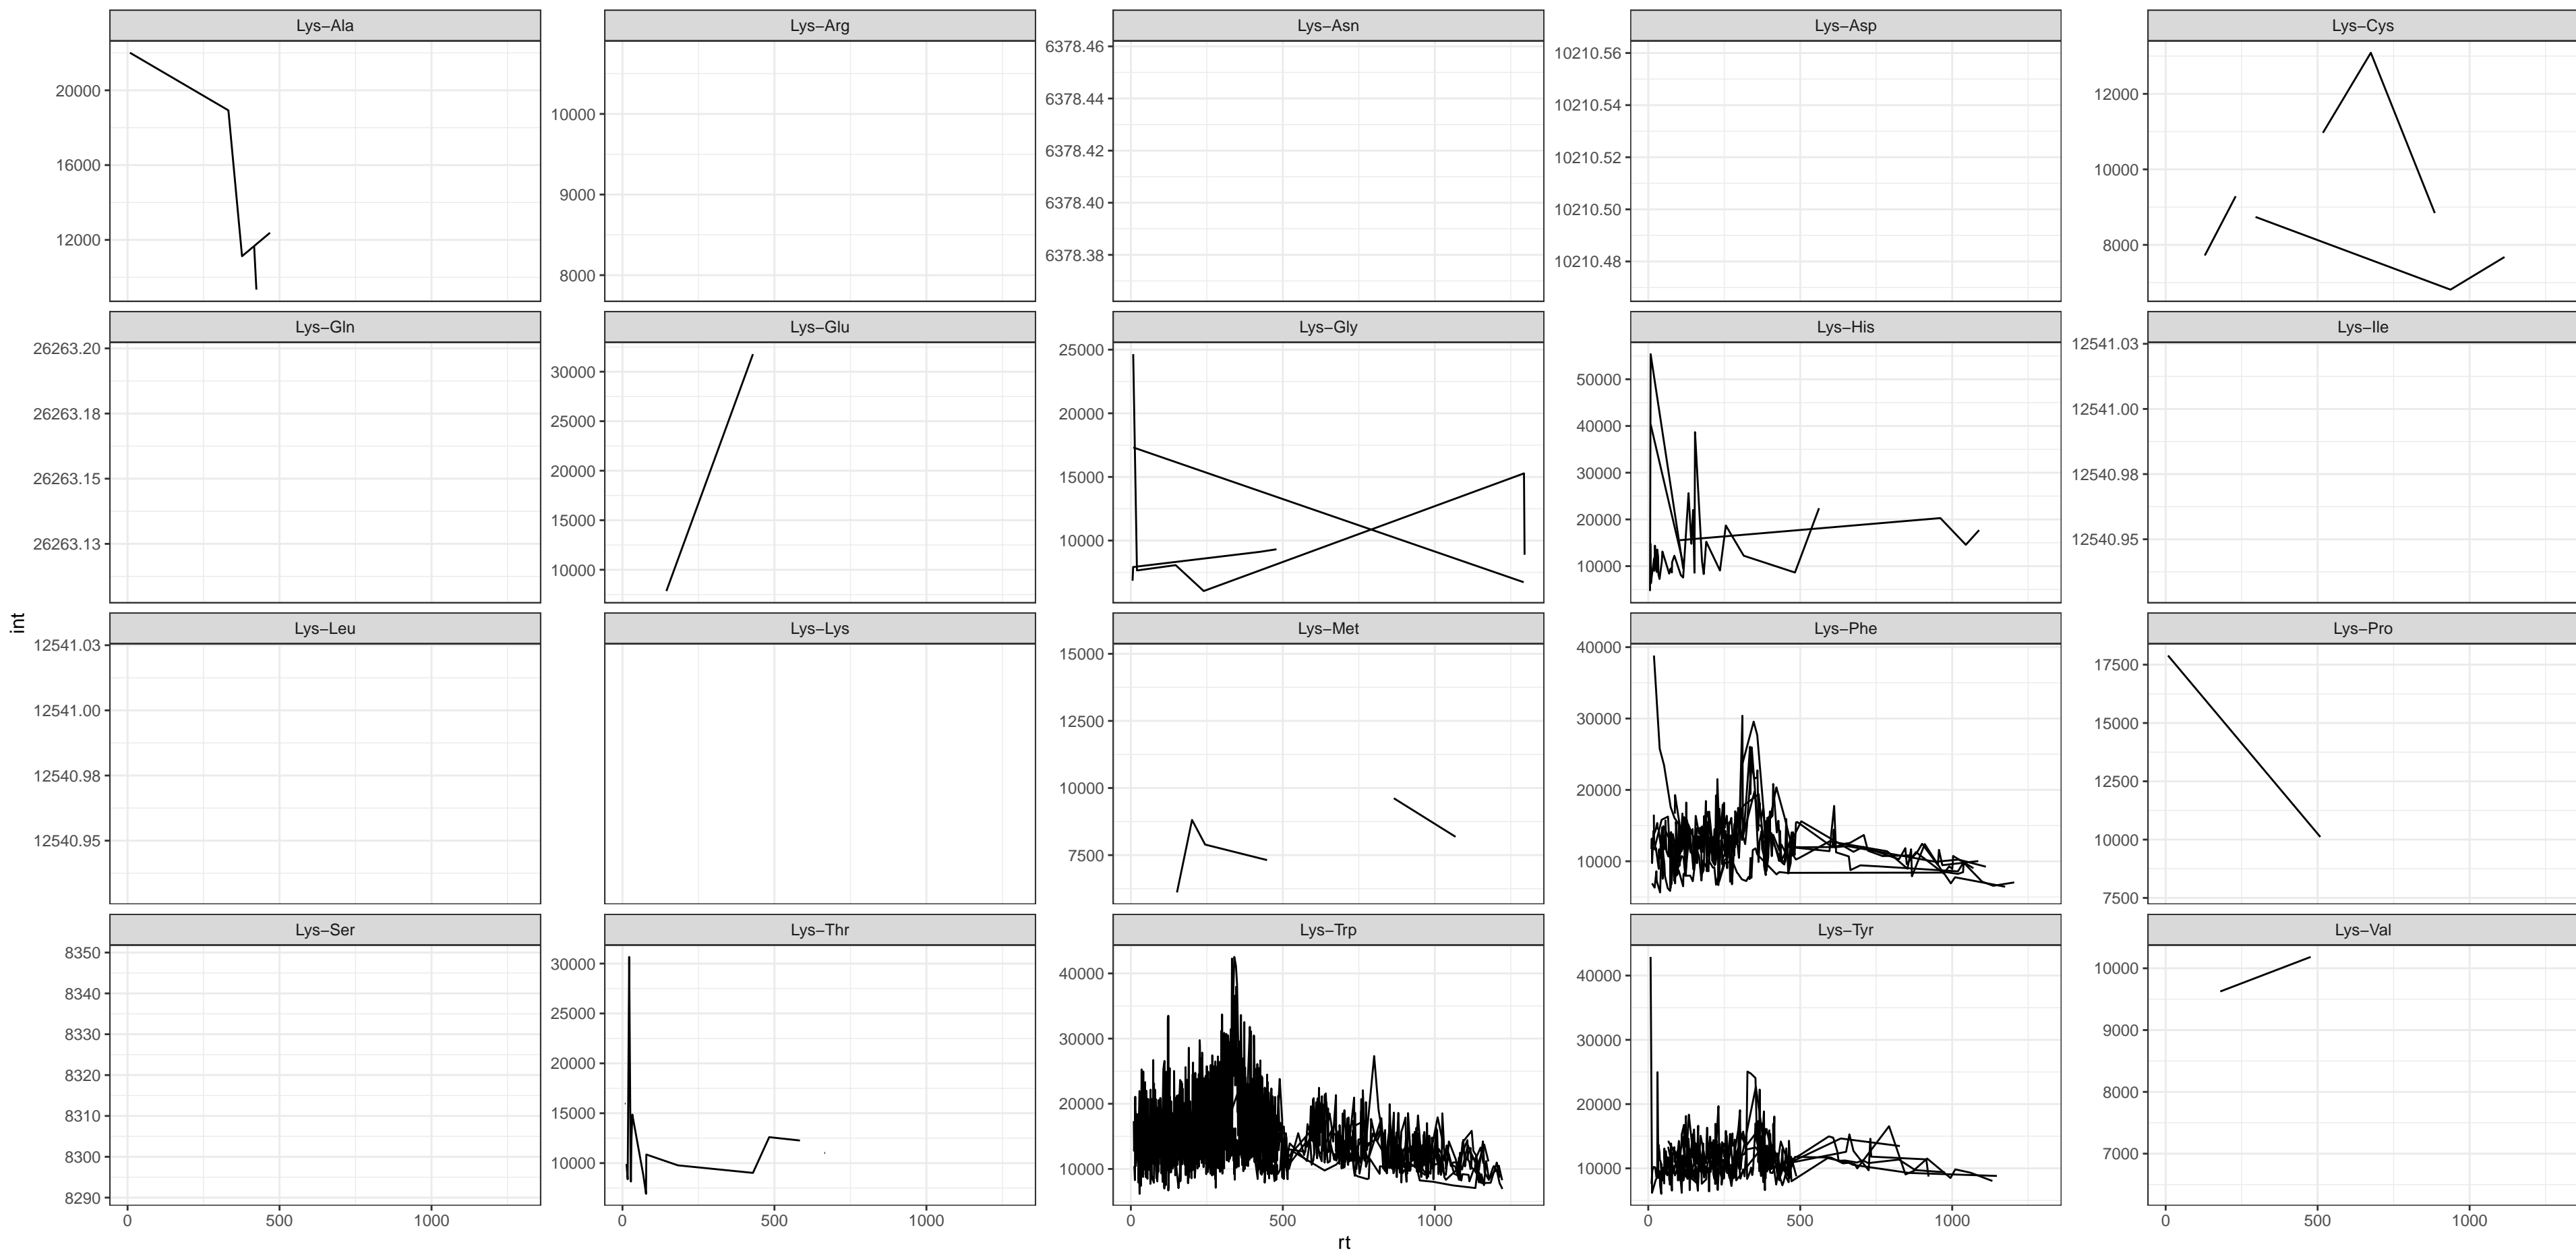 Lys−Ala Lys−Arg Lys−Asn Lys−Asp Lys−Cys
20000 16000 12000
10000 9000 8000
6378.46 6378.44 6378.42 6378.40 6378.38
10210.56 10210.54 10210.52 10210.50 10210.48
12000 10000 8000
Lys−Gln Lys−Glu Lys−Gly Lys−His Lys−Ile
26263.20 26263.18 26263.15 26263.13
30000 25000 20000 15000 10000
25000 20000 15000 10000
50000 40000 30000 20000 10000
12541.03 12541.00 12540.98 12540.95
int
Lys−Leu Lys−Lys Lys−Met Lys−Phe Lys−Pro
12541.03 12541.00 12540.98 12540.95
15000 12500 10000 7500
40000 30000 20000 10000
17500 15000 12500 10000 7500
Lys−Ser Lys−Thr Lys−Trp Lys−Tyr Lys−Val
8350 8340 8330 8320 8310 8300 8290
30000 25000 20000 15000 10000
40000 30000 20000 10000
40000 30000 20000 10000
10000 9000 8000 7000
0 500 1000 0 500 1000 0 500 1000 0 500 1000 0 500 1000
rt